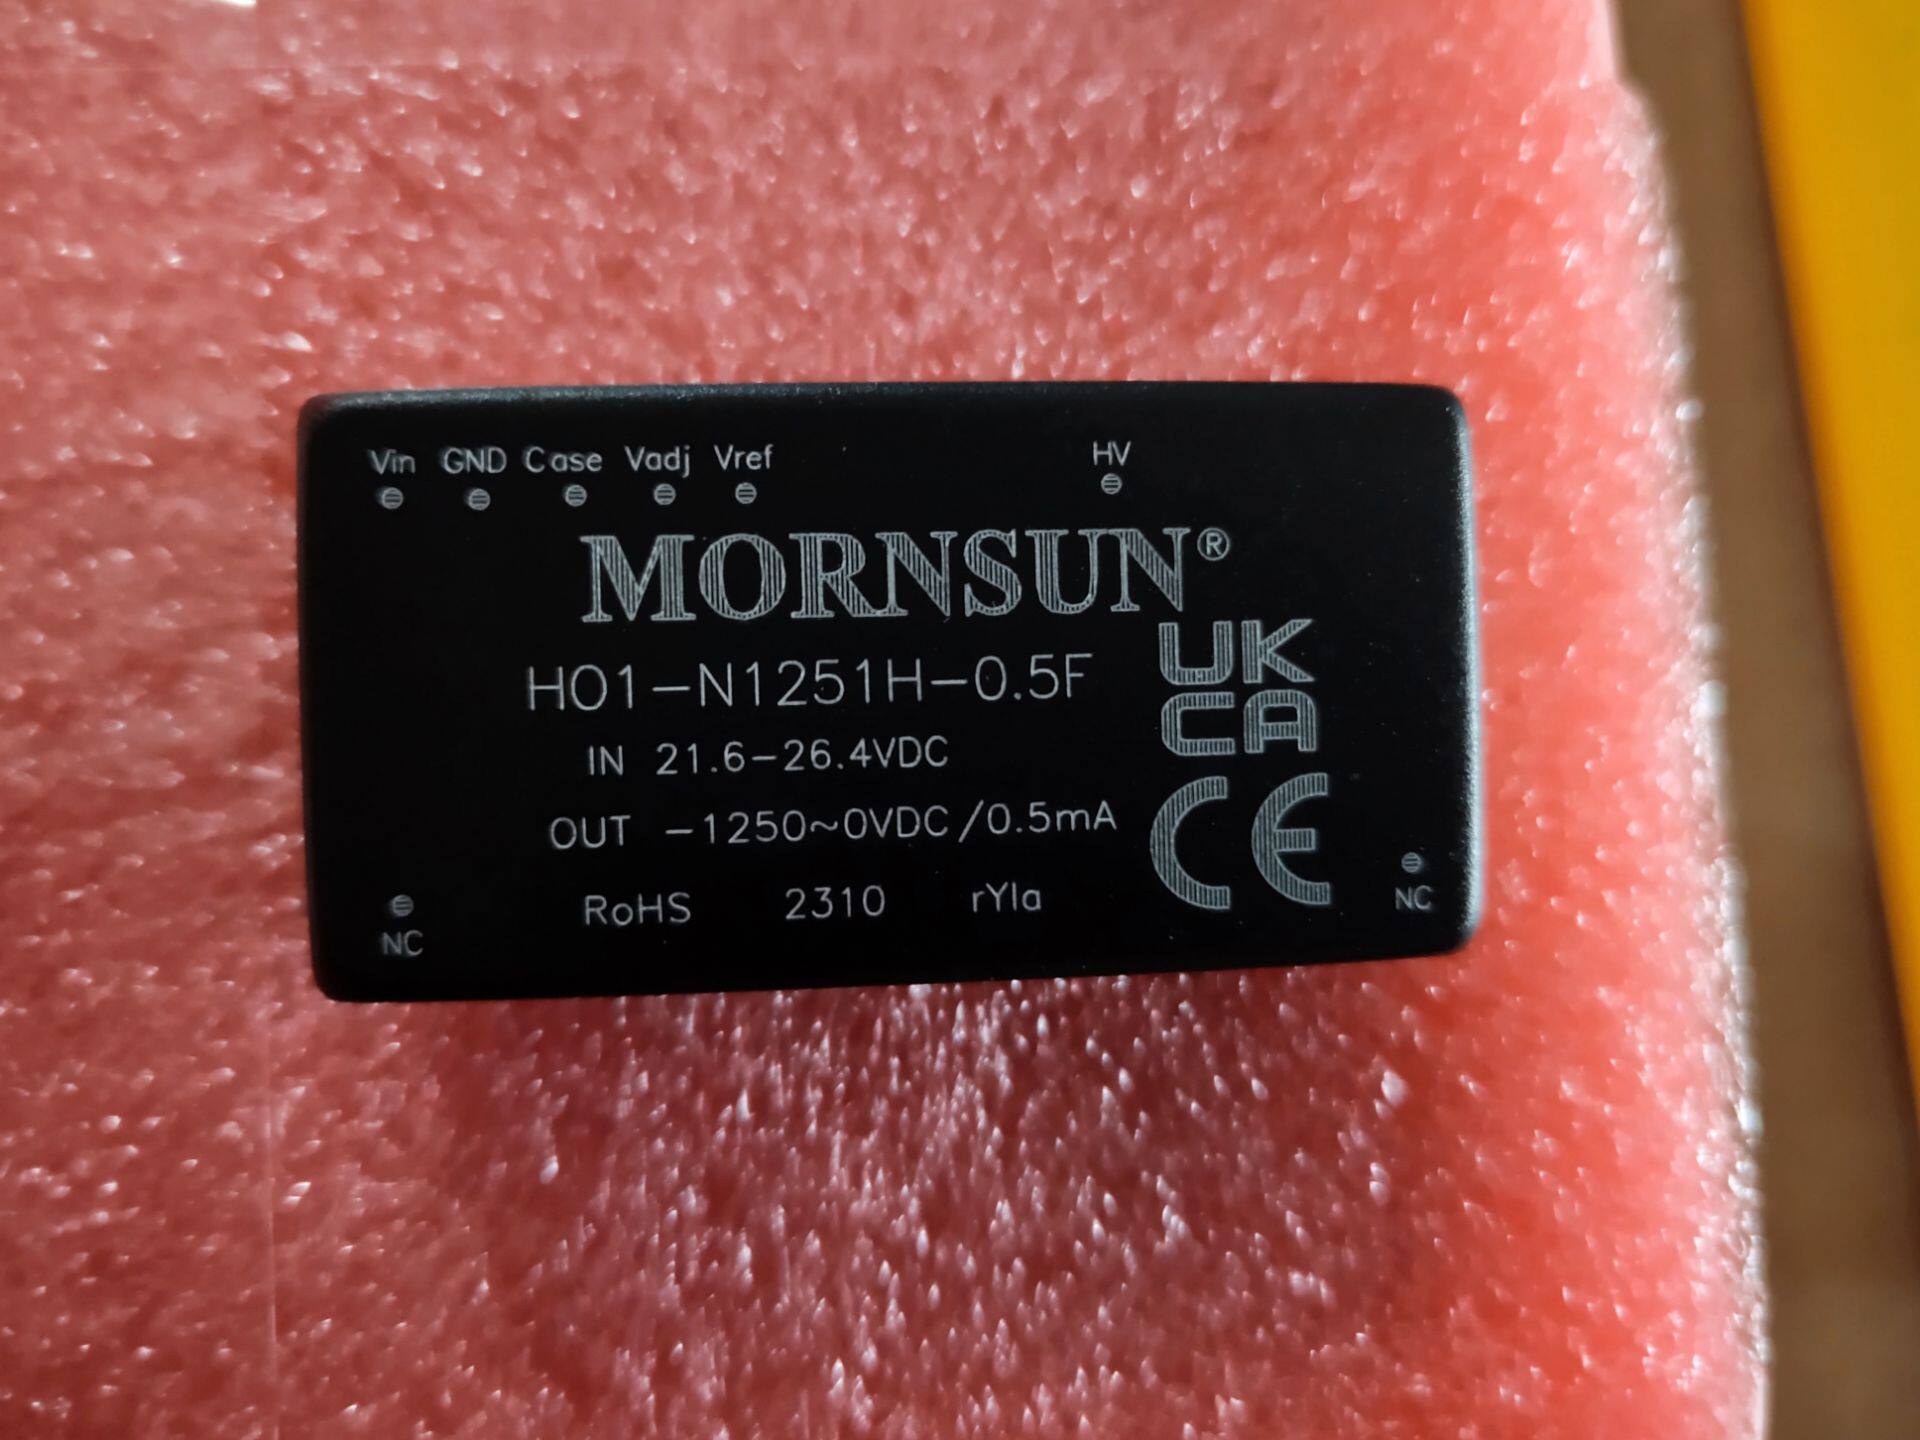 Vin GND Case Vadj Vref HV
MORNSUN®
HO1-N1251H-0.5F
UK
CA
IN 21.6-26.4VDC
OUT -1250~0VDC/0.5mA
CE
RoHS 2310 rYIa
NC
NC